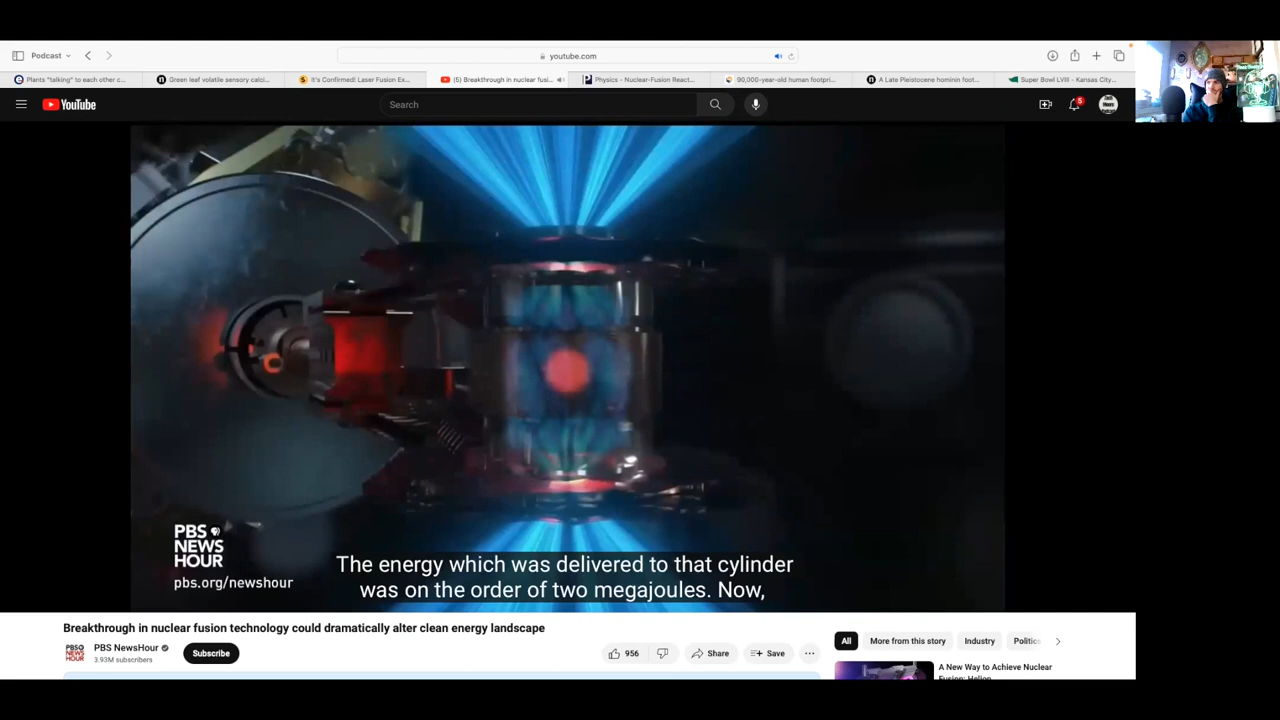 Podcast
youtube.com
Plants "talking" to each other c...
Green leaf volatile sensory calci...
It's Confirmed! Laser Fusion Ex...
(5) Breakthrough in nuclear fusi...
Physics - Nuclear-Fusion React...
90,000-year-old human footpri...
A Late Pleistocene hominin foot...
Super Bowl LVIII - Kansas City...
YouTube
Search
5
PBS
NEWS
HOUR
pbs.org/newshour
The energy which was delivered to that cylinder
was on the order of two megajoules. Now,
Breakthrough in nuclear fusion technology could dramatically alter clean energy landscape
PBS NewsHour
3.93M subscribers
Subscribe
956
Share
Save
All
More from this story
Industry
Politics
A New Way to Achieve Nuclear
Fusion: Helion